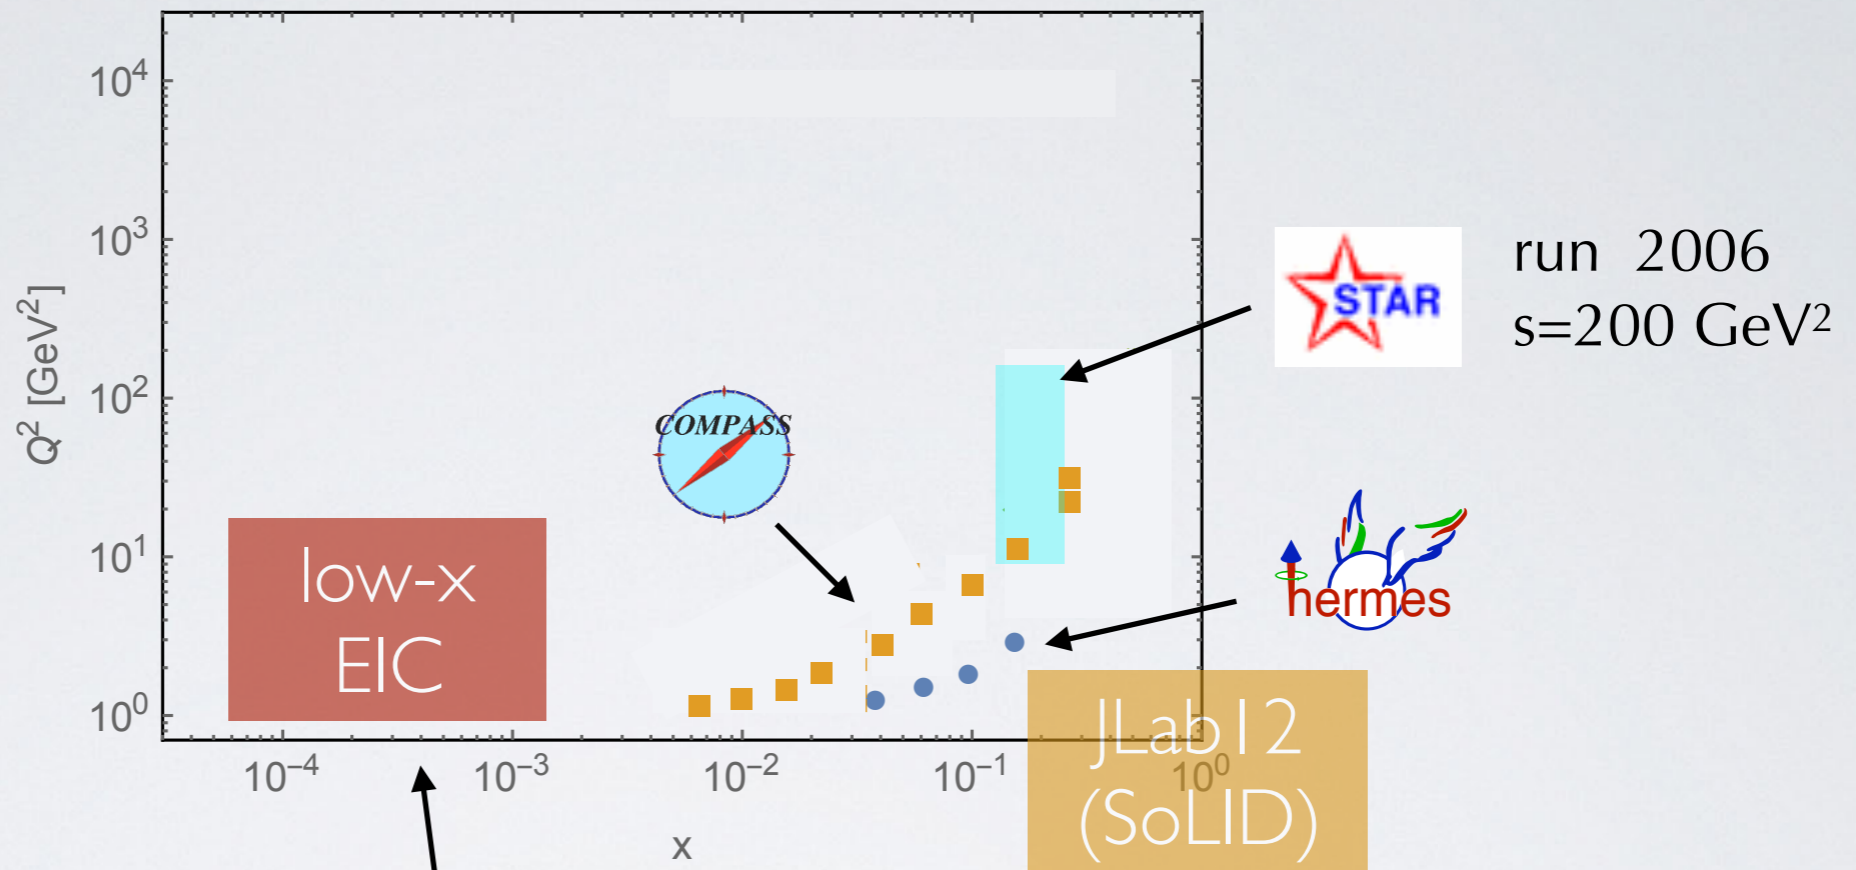 10⁴
10³
10²
10¹
10⁰
Q² [GeV²]
10⁻⁴
10⁻³
10⁻²
10⁻¹
10⁰
x
COMPASS
low-x
EIC
STAR
run 2006
s=200 GeV²
hermes
JLab12
(SoLID)